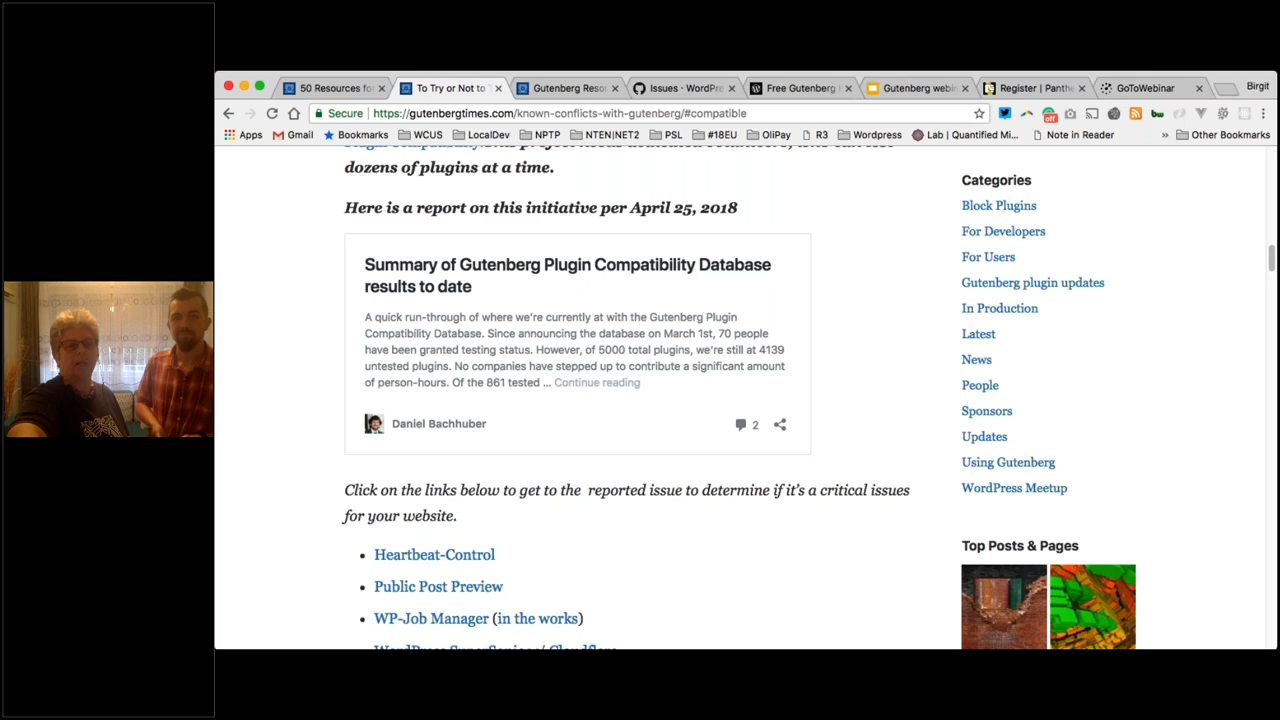 50 Resources fo
To Try or Not to T
Gutenberg Reso
Issues · WordPre
Free Gutenberg
Gutenberg webi
Register | Panthe
GoToWebinar
Birgit
Secure
https://gutenbergtimes.com/known-conflicts-with-gutenberg/#compatible
off
bw
Apps
Gmail
Bookmarks
WCUS
LocalDev
NPTP
NTEN|NET2
PSL
#18EU
OliPay
R3
Wordpress
Lab | Quantified Mi...
Note in Reader
»
Other Bookmarks
dozens of plugins at a time.
Here is a report on this initiative per April 25, 2018
Summary of Gutenberg Plugin Compatibility Database
results to date
A quick run-through of where we're currently at with the Gutenberg Plugin
Compatibility Database. Since announcing the database on March 1st, 70 people
have been granted testing status. However, of 5000 total plugins, we're still at 4139
untested plugins. No companies have stepped up to contribute a significant amount
of person-hours. Of the 861 tested ... Continue reading
Daniel Bachhuber
2
Click on the links below to get to the reported issue to determine if it's a critical issues
for your website.
• Heartbeat-Control
• Public Post Preview
• WP-Job Manager (in the works)
Categories
Block Plugins
For Developers
For Users
Gutenberg plugin updates
In Production
Latest
News
People
Sponsors
Updates
Using Gutenberg
WordPress Meetup
Top Posts & Pages